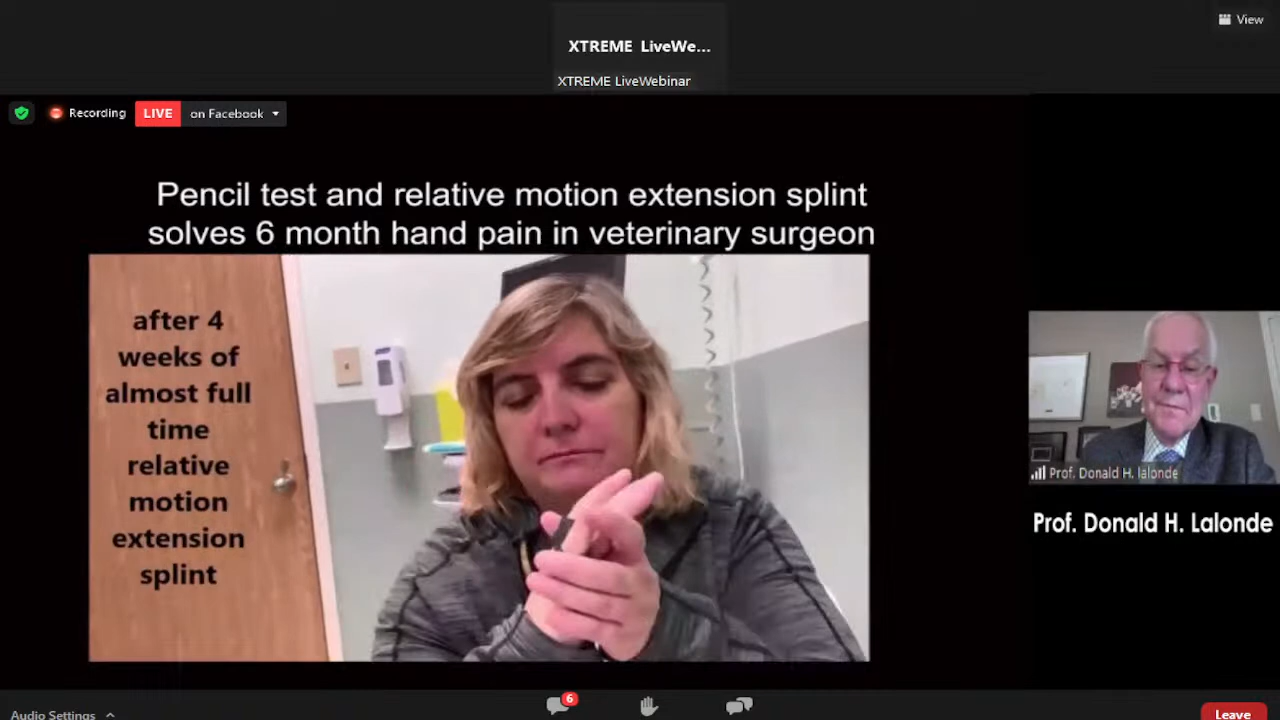 XTREME LiveWe...
XTREME LiveWebinar
View
Recording
LIVE
on Facebook
Pencil test and relative motion extension splint
solves 6 month hand pain in veterinary surgeon
after 4
weeks of
almost full
time
relative
motion
extension
splint
Prof. Donald H. lalonde
Prof. Donald H. Lalonde
6
Audio Settings
Leave